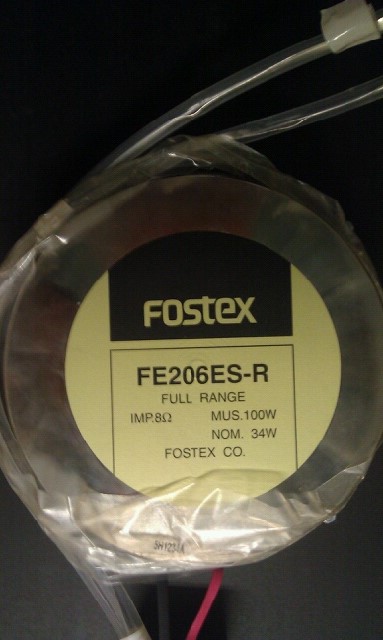 FOSTEX
FE206ES-R
FULL RANGE
IMP.8Ω MUS.100W
NOM. 34W
FOSTEX CO.